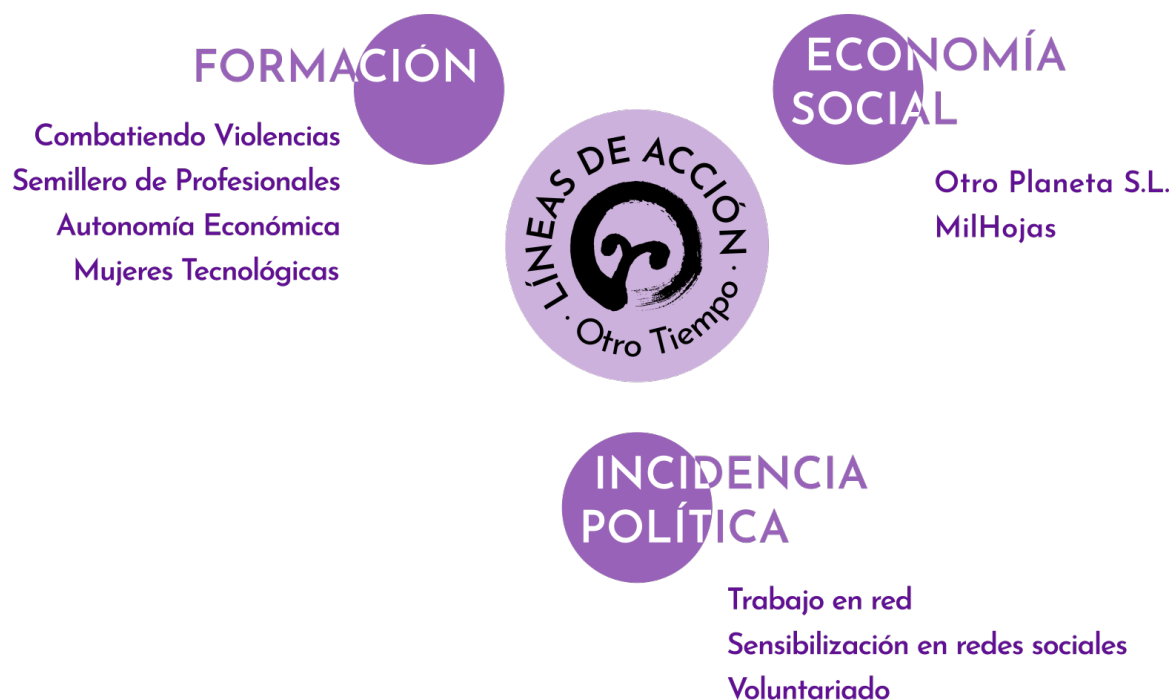 FORMACIÓN
Combatiendo Violencias
Semillero de Profesionales
Autonomía Económica
Mujeres Tecnológicas
ECONOMÍA
SOCIAL
Otro Planeta S.L.
MilHojas
· LÍNEAS DE ACCIÓN ·
Otro Tiempo
INCIDENCIA
POLÍTICA
Trabajo en red
Sensibilización en redes sociales
Voluntariado